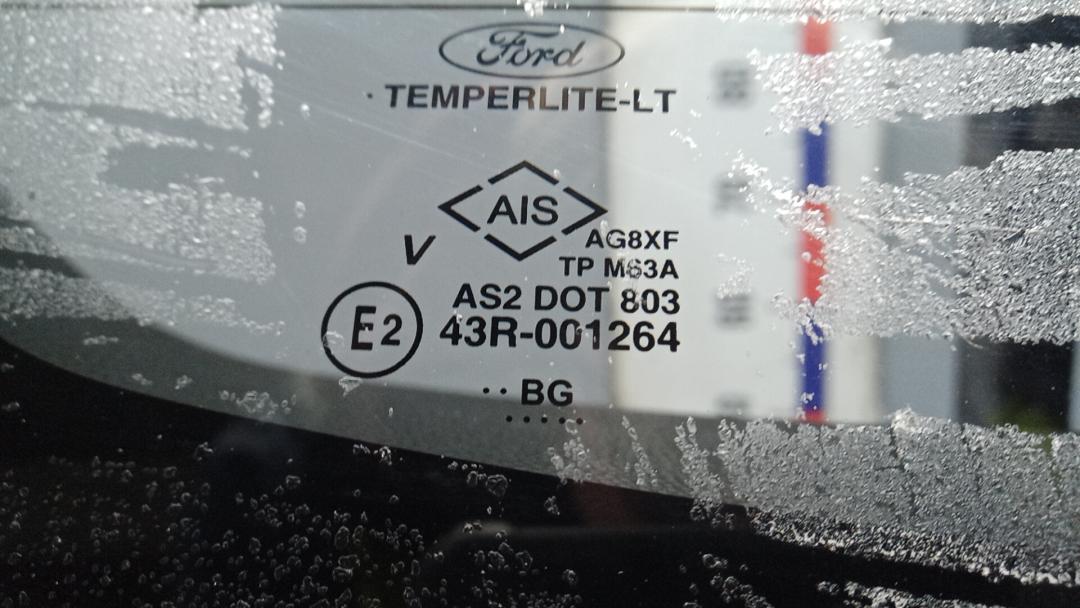 Ford
TEMPERLITE-LT
AIS
V
AG8XF
TP M63A
AS2 DOT 803
E2
43R-001264
·· BG
·····